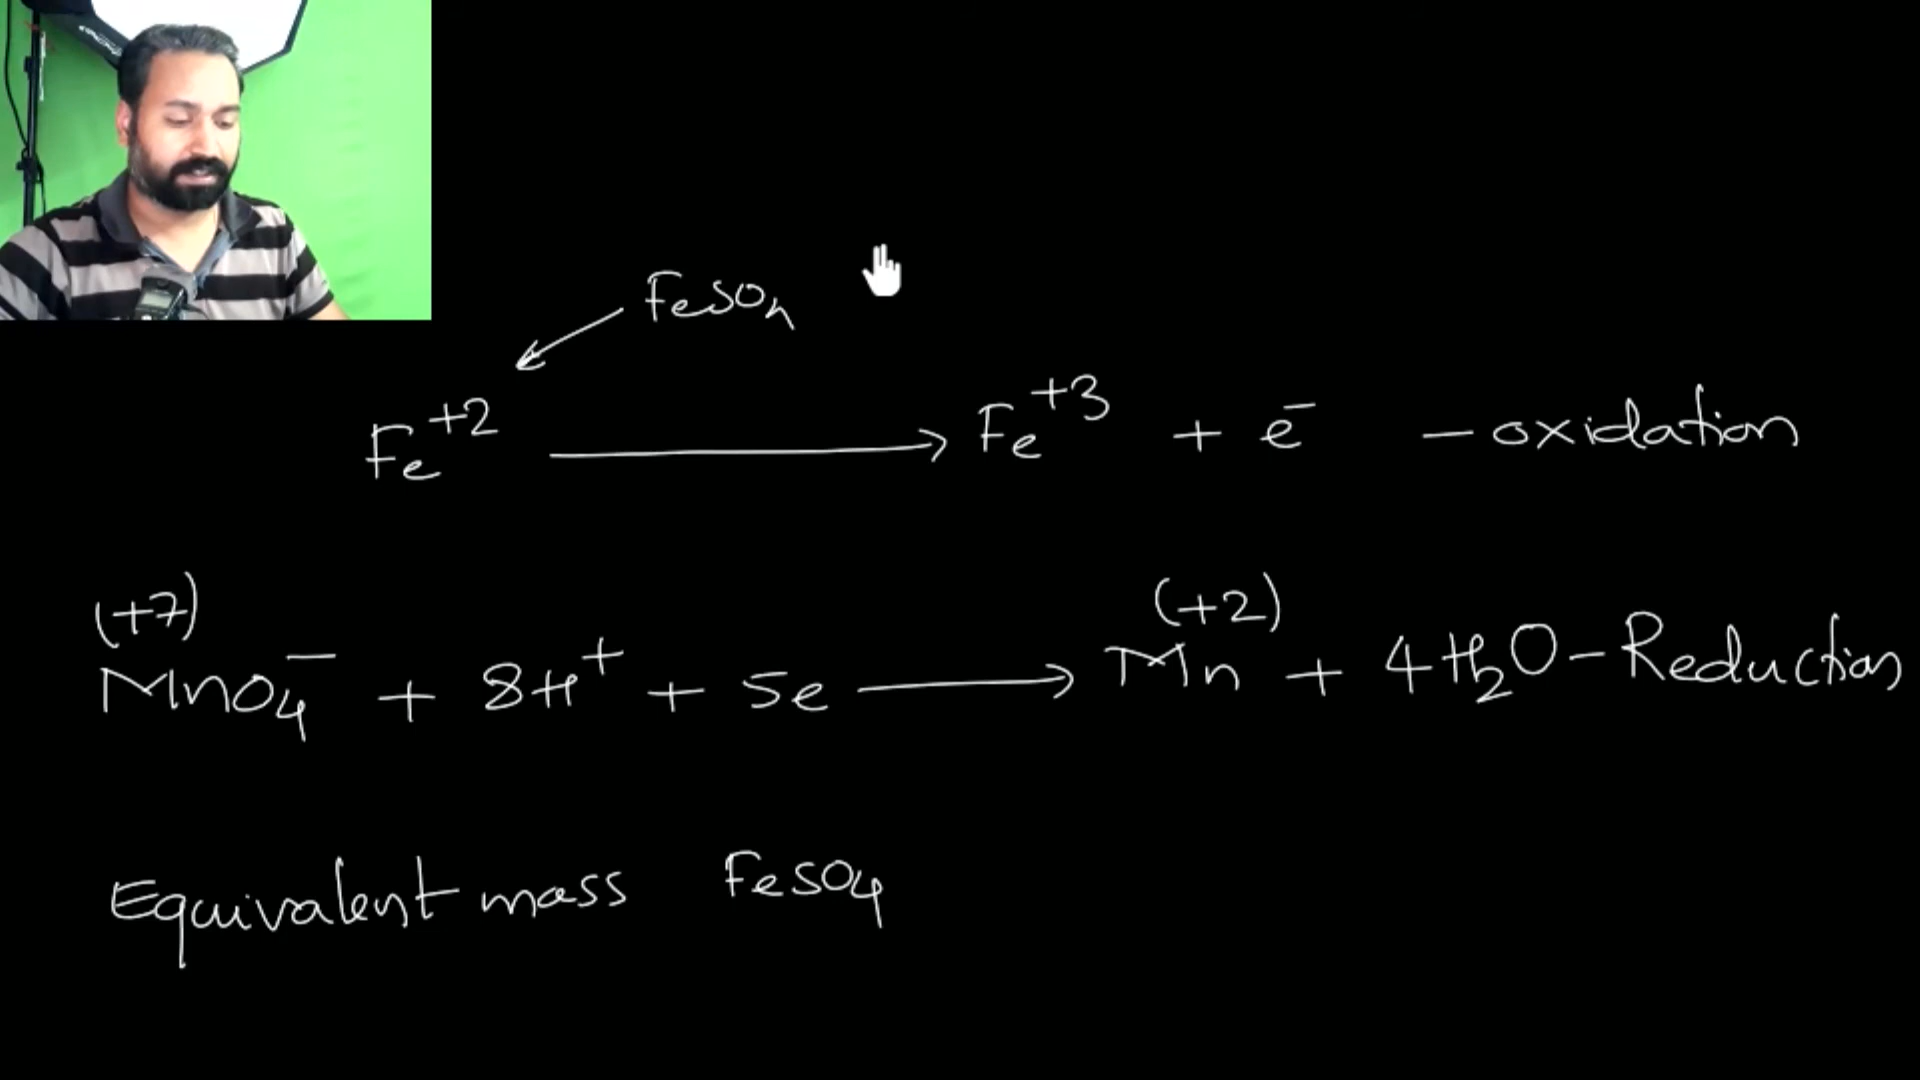 FeSO4
Fe+2 ⟶ Fe+3 + e- - oxidation
(+7) (+2)
MnO4- + 8H+ + 5e ⟶ Mn + 4H2O - Reduction
Equivalent mass FeSO4